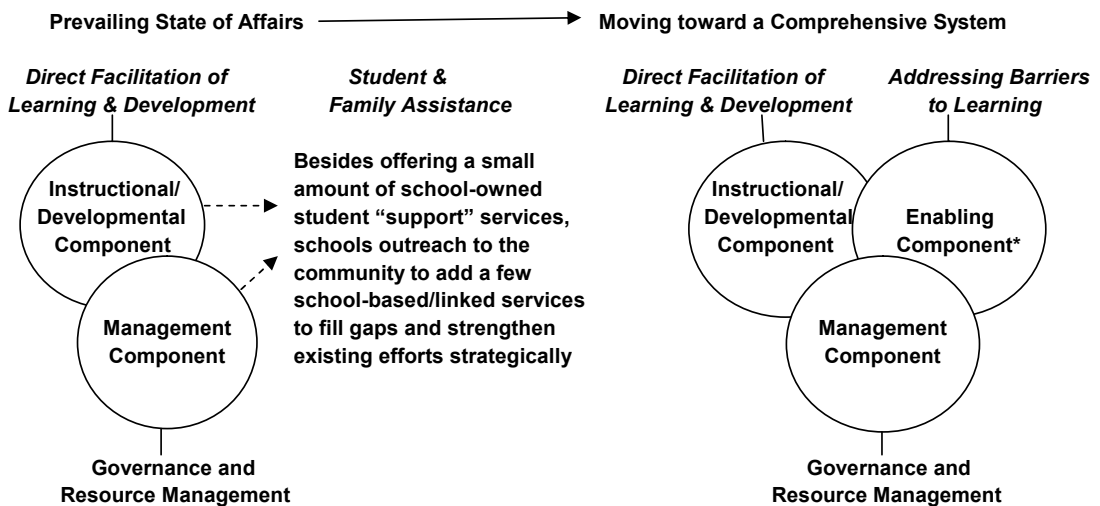 Prevailing State of Affairs
Moving toward a Comprehensive System
Direct Facilitation of
Learning & Development
Student &
Family Assistance
Instructional/
Developmental
Component
Management
Component
Besides offering a small
amount of school-owned
student “support” services,
schools outreach to the
community to add a few
school-based/linked services
to fill gaps and strengthen
existing efforts strategically
Governance and
Resource Management
Direct Facilitation of
Learning & Development
Addressing Barriers
to Learning
Instructional/
Developmental
Component
Enabling
Component*
Management
Component
Governance and
Resource Management